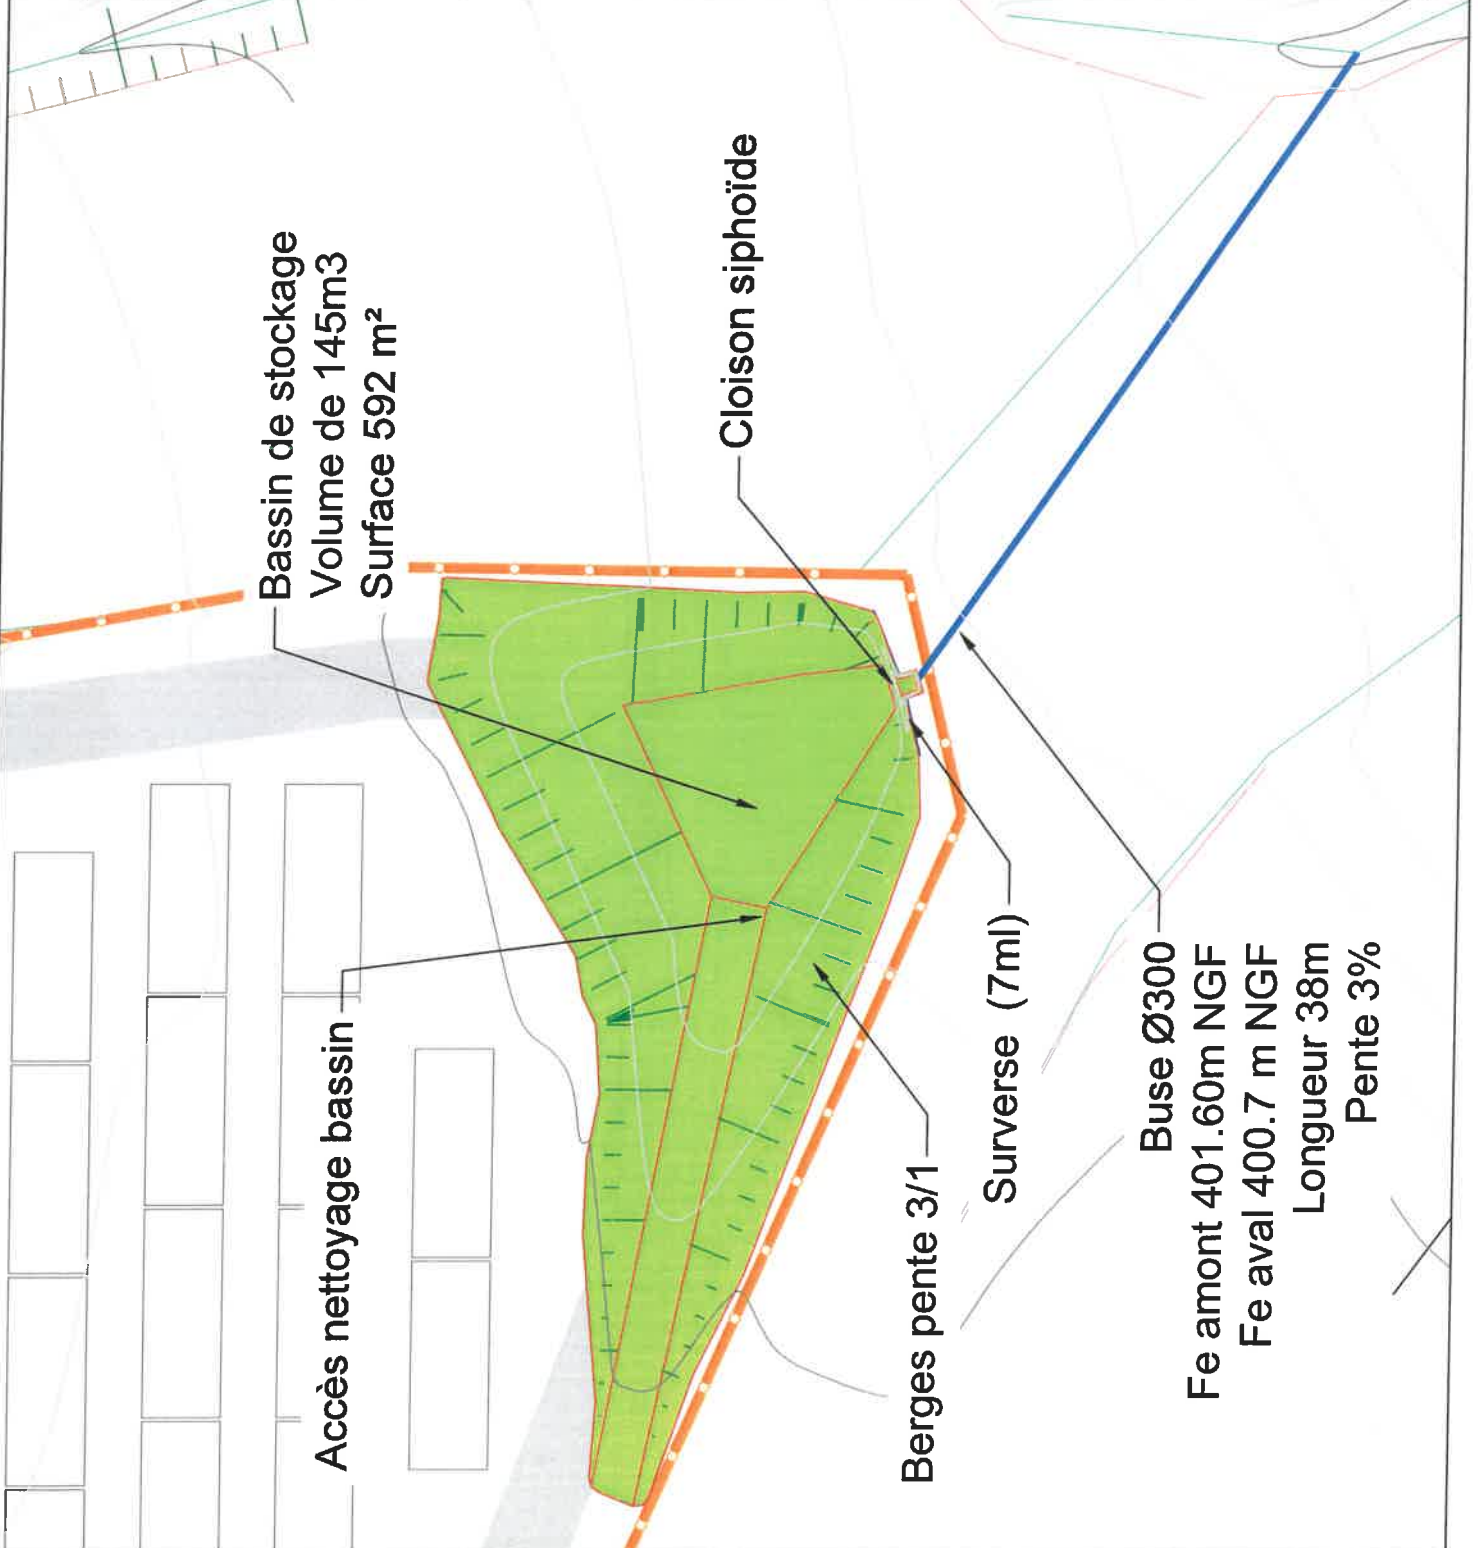 Bassin de stockage
Volume de 145m3
Surface 592 m²
Cloison siphoïde
Accès nettoyage bassin
Surverse (7ml)
Berges pente 3/1
Buse Ø300
Fe amont 401.60m NGF
Fe aval 400.7 m NGF
Longueur 38m
Pente 3%